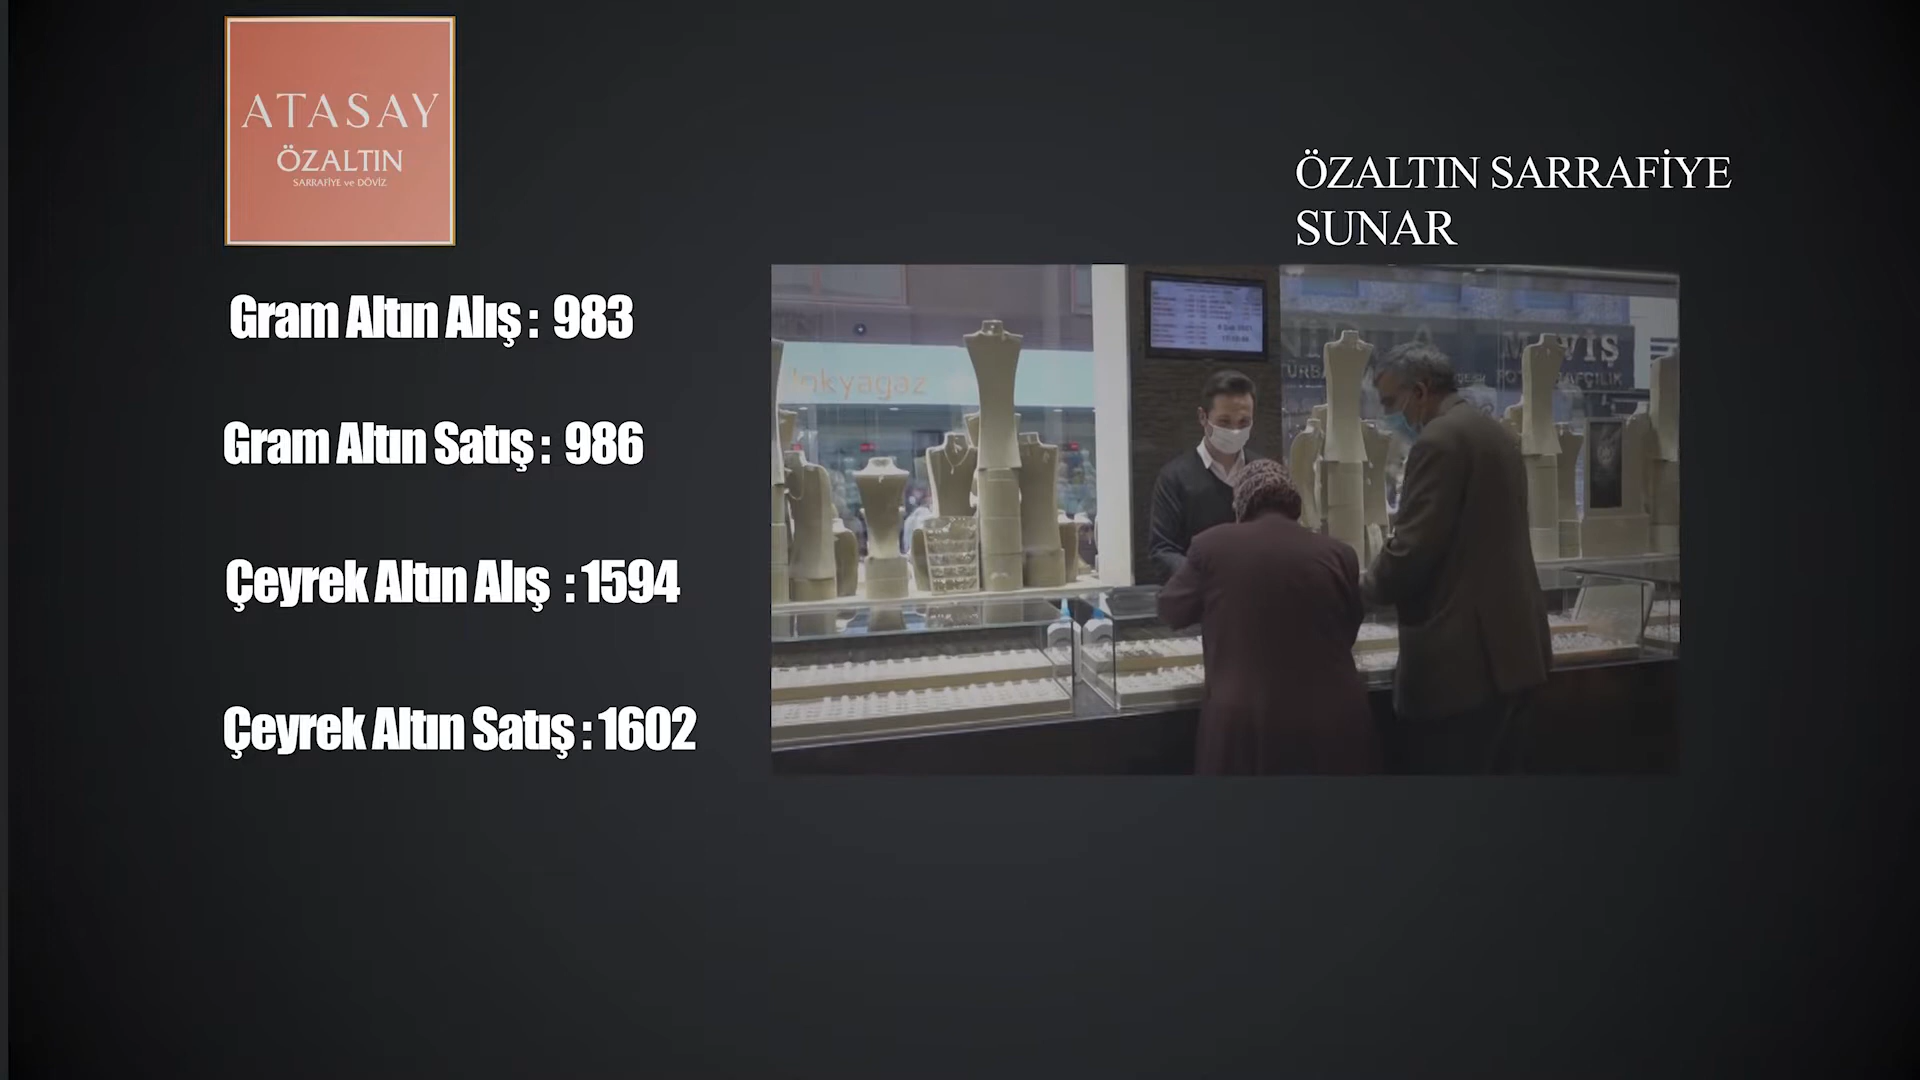 ATASAY
ÖZALTIN
SARRAFİYE ve DÖVİZ
ÖZALTIN SARRAFİYE
SUNAR
Gram Altın Alış : 983
Gram Altın Satış : 986
Çeyrek Altın Alış : 1594
Çeyrek Altın Satış : 1602
okyagaz
MAVİŞ